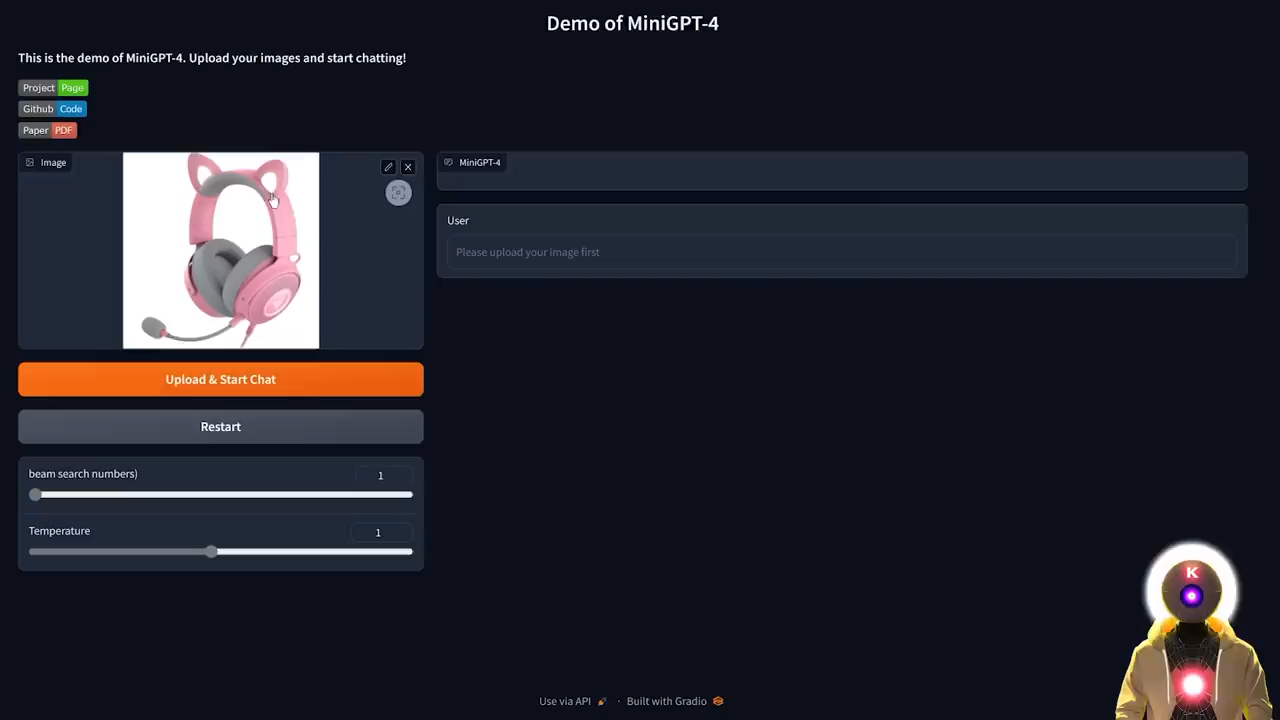 Demo of MiniGPT-4
This is the demo of MiniGPT-4. Upload your images and start chatting!
Project Page
Github Code
Paper PDF
Image
MiniGPT-4
User
Please upload your image first
Upload & Start Chat
Restart
beam search numbers) 1
Temperature 1
K
Use via API · Built with Gradio